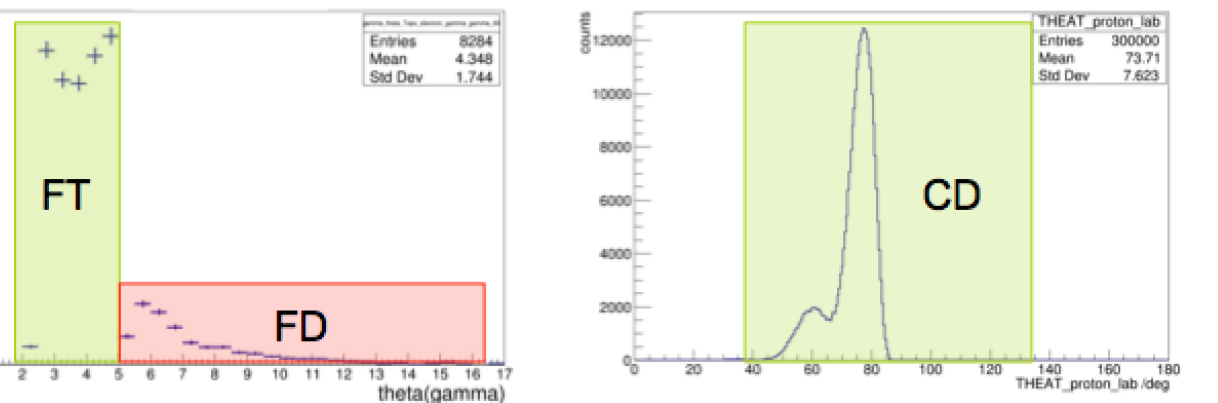 Entries 8284
Mean 4.348
Std Dev 1.744
FT
FD
2 3 4 5 6 7 8 9 10 11 12 13 14 15 16 17
theta(gamma)
counts
THEAT_proton_lab
Entries 300000
Mean 73.71
Std Dev 7.623
12000
10000
8000
6000
4000
2000
0
CD
0 20 40 60 80 100 120 140 160 180
THEAT_proton_lab /deg